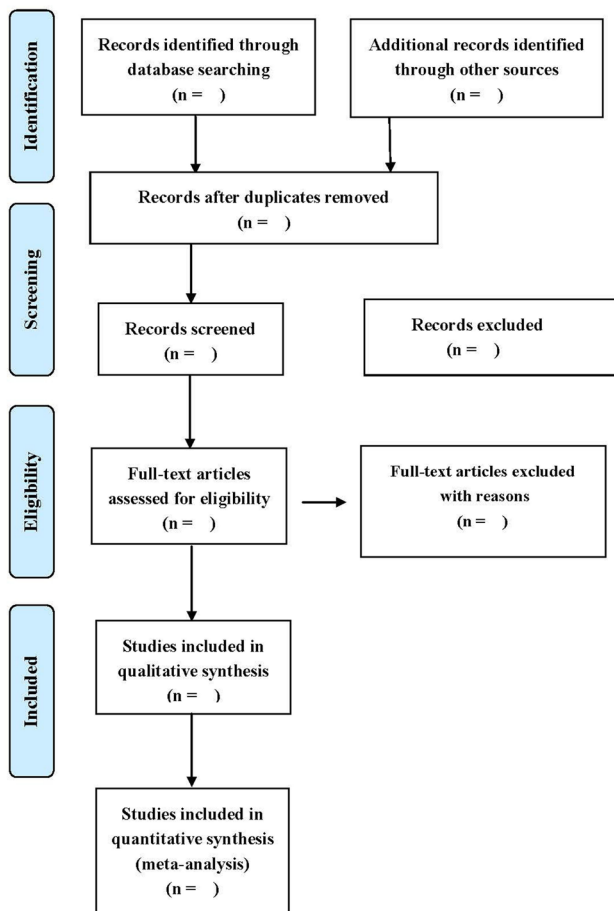 Identification
Records identified through
database searching
(n = )
Additional records identified
through other sources
(n = )
Records after duplicates removed
(n = )
Screening
Records screened
(n = )
Records excluded
(n = )
Eligibility
Full-text articles
assessed for eligibility
(n = )
Full-text articles excluded
with reasons
(n = )
Included
Studies included in
qualitative synthesis
(n = )
Studies included in
quantitative synthesis
(meta-analysis)
(n = )